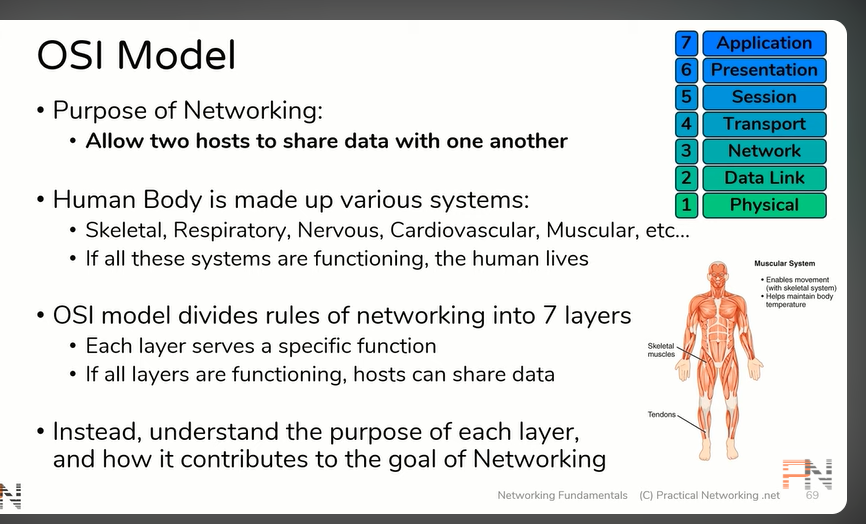 OSI Model
• Purpose of Networking:
• Allow two hosts to share data with one another
• Human Body is made up various systems:
• Skeletal, Respiratory, Nervous, Cardiovascular, Muscular, etc...
• If all these systems are functioning, the human lives
• OSI model divides rules of networking into 7 layers
• Each layer serves a specific function
• If all layers are functioning, hosts can share data
• Instead, understand the purpose of each layer,
and how it contributes to the goal of Networking
7 Application
6 Presentation
5 Session
4 Transport
3 Network
2 Data Link
1 Physical
Muscular System
• Enables movement
(with skeletal system)
• Helps maintain body
temperature
Skeletal
muscles
Tendons
Networking Fundamentals (C) Practical Networking .net
PN
69
N